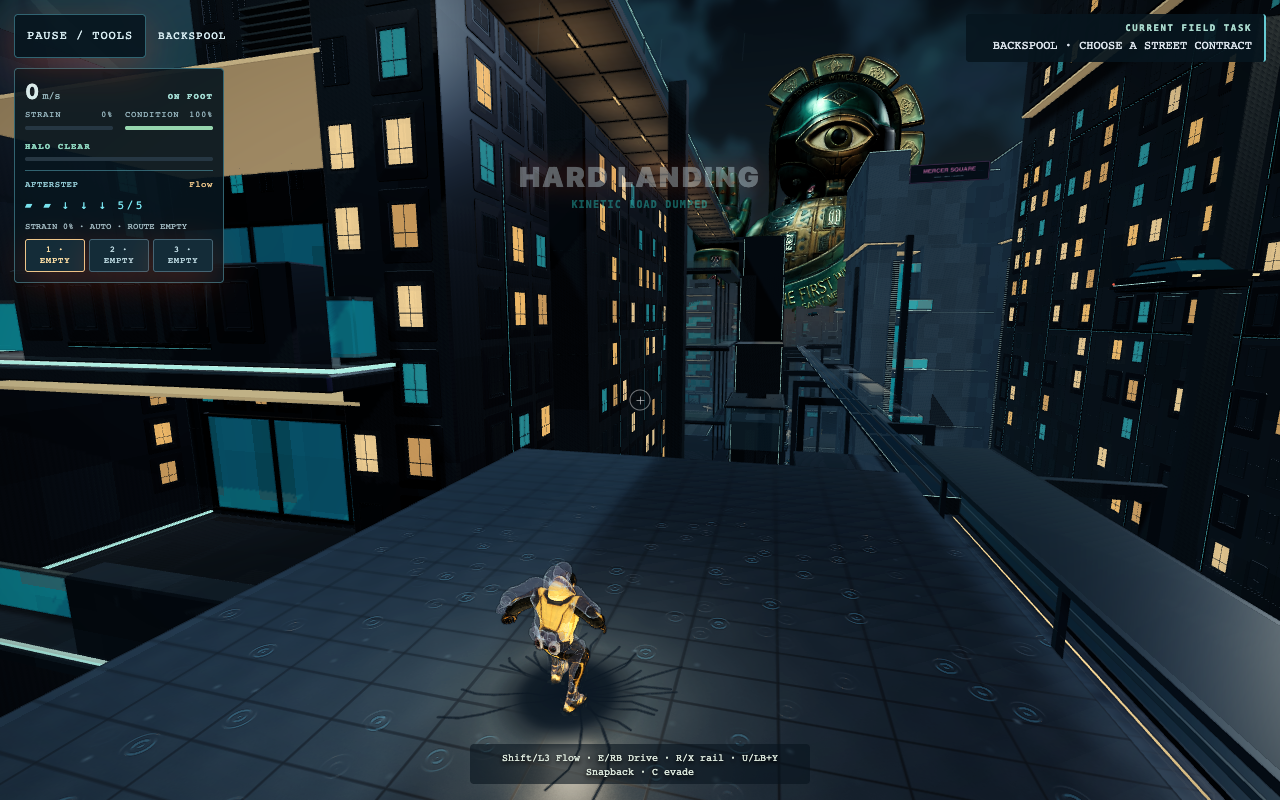 PAUSE / TOOLS
BACKSPOOL
CURRENT FIELD TASK
BACKSPOOL · CHOOSE A STREET CONTRACT
0 m/s
ON FOOT
STRAIN 0%
CONDITION 100%
HALO CLEAR
AFTERSTEP
Flow
5/5
STRAIN 0% · AUTO · ROUTE EMPTY
1 · EMPTY
2 · EMPTY
3 · EMPTY
HARD LANDING
KINETIC LOAD DUMPED
MERCER SQUARE
THE FIRST
Shift/L3 Flow · E/RB Drive · R/X rail · U/LB+Y
Snapback · C evade